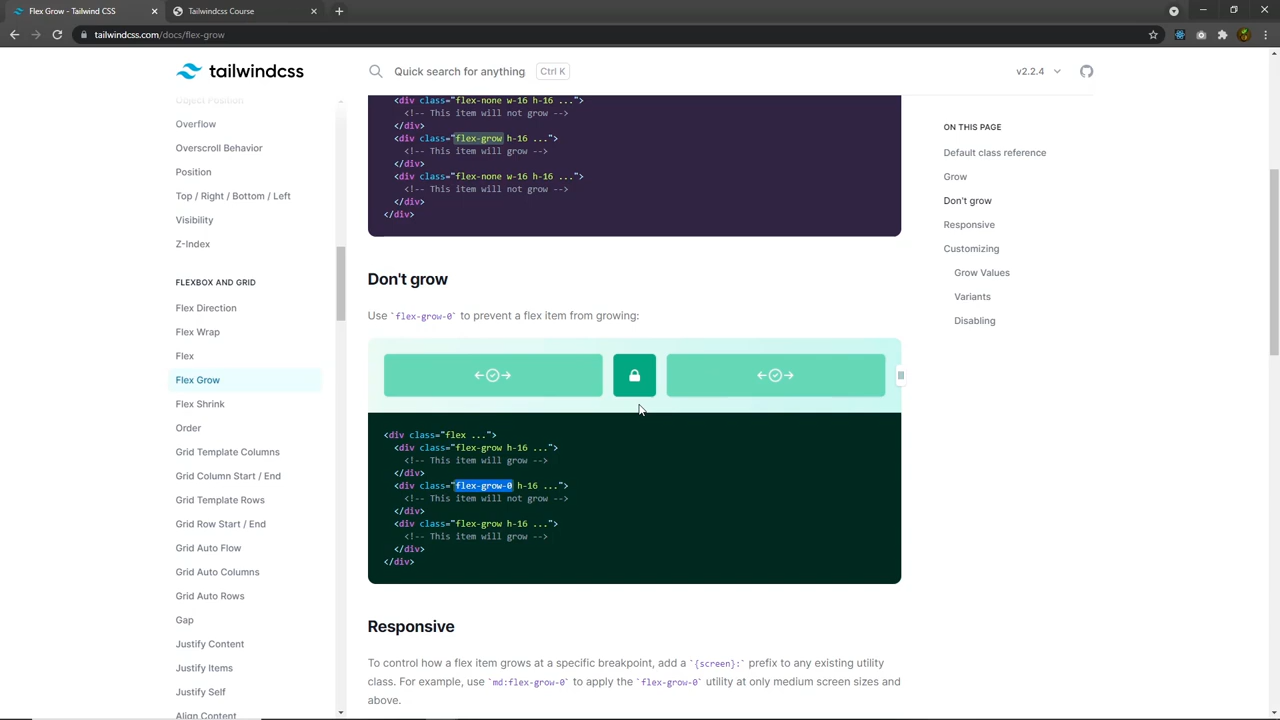 Flex Grow - Tailwind CSS
Tailwindcss Course
tailwindcss.com/docs/flex-grow
tailwindcss
Quick search for anything
Ctrl K
v2.2.4
Object Position
Overflow
Overscroll Behavior
Position
Top / Right / Bottom / Left
Visibility
Z-Index
FLEXBOX AND GRID
Flex Direction
Flex Wrap
Flex
Flex Grow
Flex Shrink
Order
Grid Template Columns
Grid Column Start / End
Grid Template Rows
Grid Row Start / End
Grid Auto Flow
Grid Auto Columns
Grid Auto Rows
Gap
Justify Content
Justify Items
Justify Self
Align Content
<div class="flex-none w-16 h-16 ...">
<!-- This item will not grow -->
</div>
<div class="flex-grow h-16 ...">
<!-- This item will grow -->
</div>
<div class="flex-none w-16 h-16 ...">
<!-- This item will not grow -->
</div>
</div>
Don't grow
Use `flex-grow-0` to prevent a flex item from growing:
<div class="flex ...">
<div class="flex-grow h-16 ...">
<!-- This item will grow -->
</div>
<div class="flex-grow-0 h-16 ...">
<!-- This item will not grow -->
</div>
<div class="flex-grow h-16 ...">
<!-- This item will grow -->
</div>
</div>
Responsive
To control how a flex item grows at a specific breakpoint, add a `{screen}:` prefix to any existing utility
class. For example, use `md:flex-grow-0` to apply the `flex-grow-0` utility at only medium screen sizes and
above.
ON THIS PAGE
Default class reference
Grow
Don't grow
Responsive
Customizing
Grow Values
Variants
Disabling